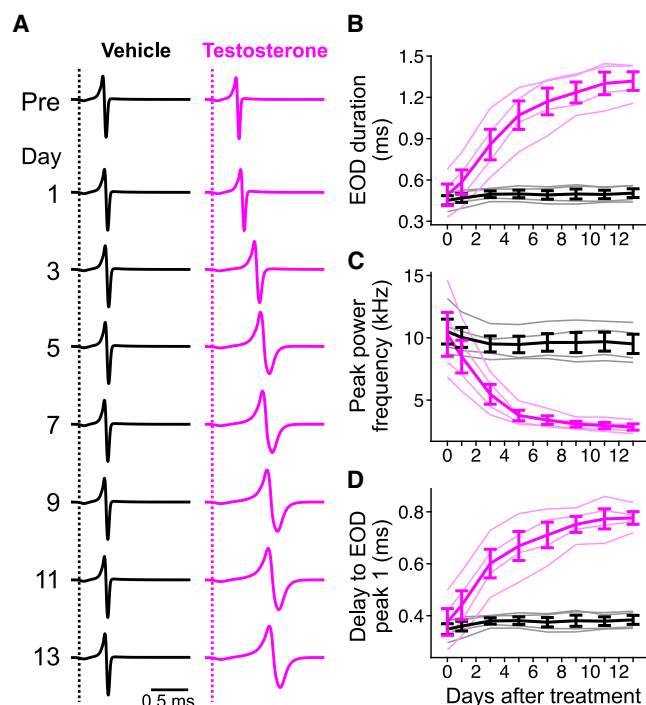 A
Vehicle
Testosterone
Pre
Day
1
3
5
7
9
11
13
0.5 ms
B
EOD duration
(ms)
1.5
1.2
0.9
0.6
0.3
0 2 4 6 8 10 12
C
Peak power
frequency (kHz)
15
10
5
0 2 4 6 8 10 12
D
Delay to EOD
peak 1 (ms)
0.8
0.6
0.4
0 2 4 6 8 10 12
Days after treatment